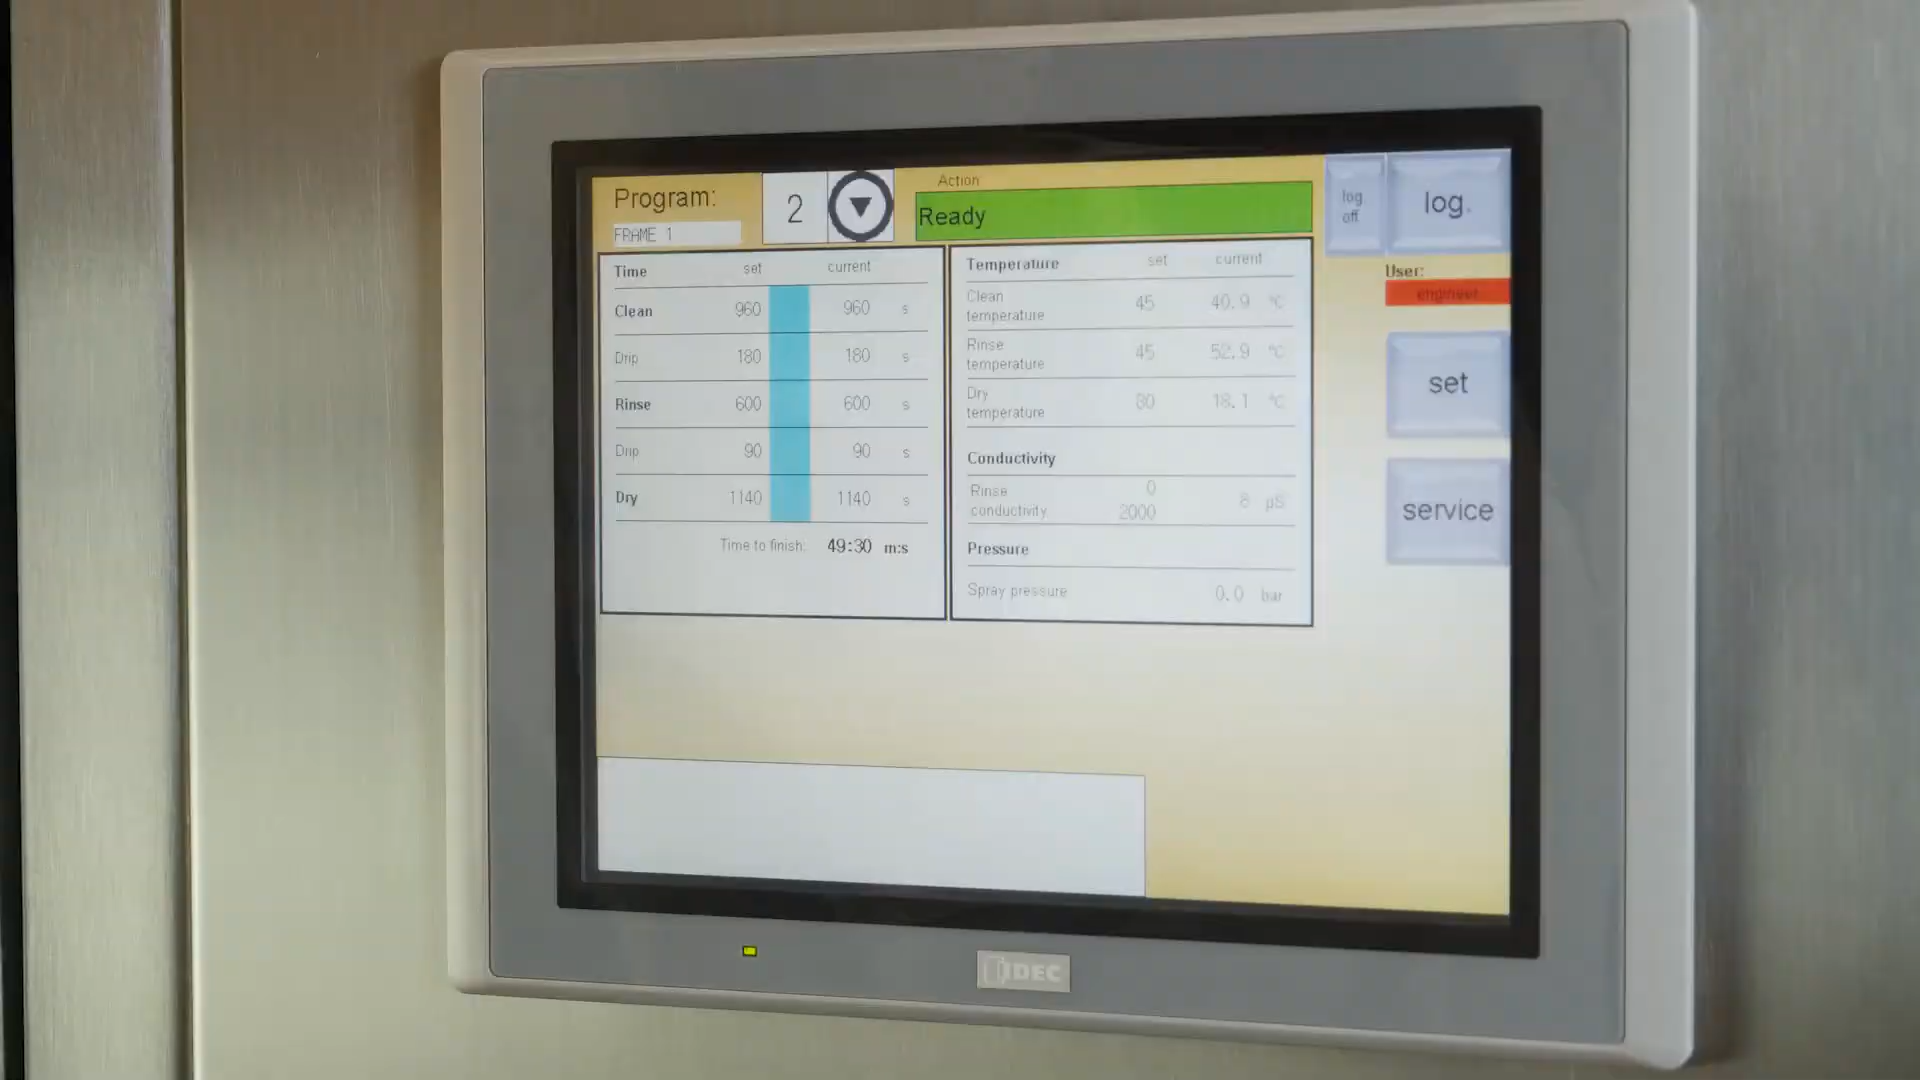 Program: 2
FRAME 1
Action
Ready
log off
log.
User:
engineer
set
service
Time set current
Clean 960 960 s
Drip 180 180 s
Rinse 600 600 s
Drip 90 90 s
Dry 1140 1140 s
Time to finish: 49:30 m:s
Temperature set current
Clean temperature 45 40.9 °C
Rinse temperature 45 52.9 °C
Dry temperature 80 18.1 °C
Conductivity
Rinse conductivity 0 2000 8 µS
Pressure
Spray pressure 0.0 bar
IDEC